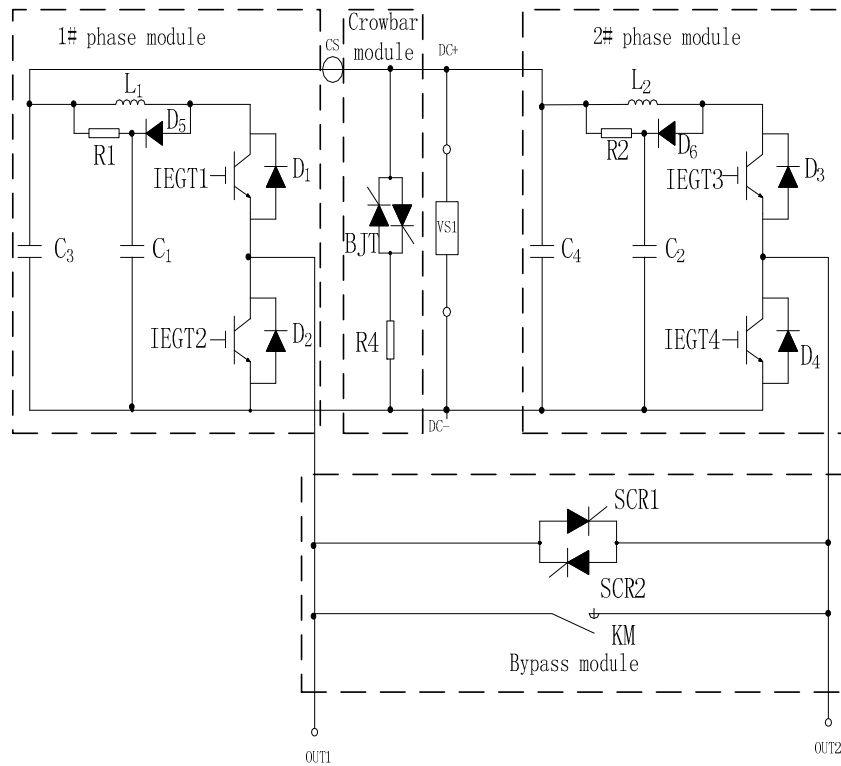 1# phase module
CS
Crowbar
module
DC+
2# phase module
L1
D5
R1
IEGT1
D1
C3
C1
IEGT2
D2
BJT
R4
VS1
DC-
L2
R2
D6
IEGT3
D3
C4
C2
IEGT4
D4
SCR1
SCR2
KM
Bypass module
OUT1
OUT2